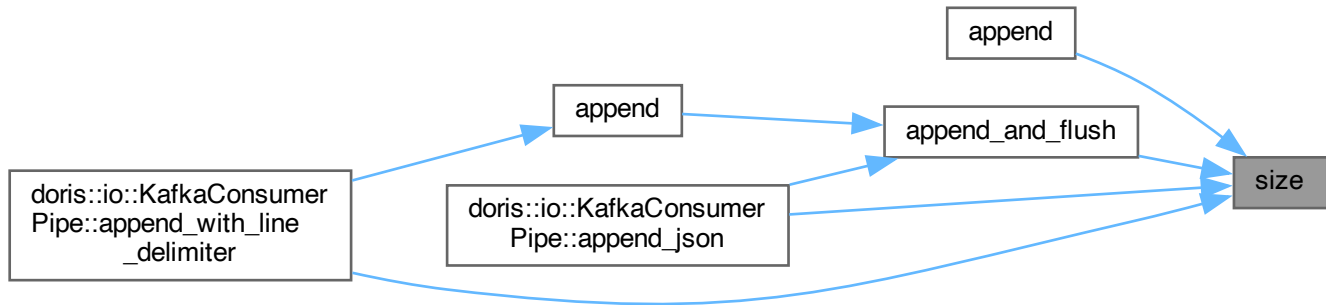 append
append
append_and_flush
size
doris::io::KafkaConsumer
Pipe::append_with_line
_delimiter
doris::io::KafkaConsumer
Pipe::append_json